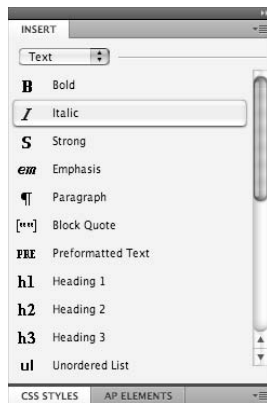 INSERT
Text
B Bold
I Italic
S Strong
em Emphasis
¶ Paragraph
[""] Block Quote
PRE Preformatted Text
h1 Heading 1
h2 Heading 2
h3 Heading 3
ul Unordered List
CSS STYLES AP ELEMENTS